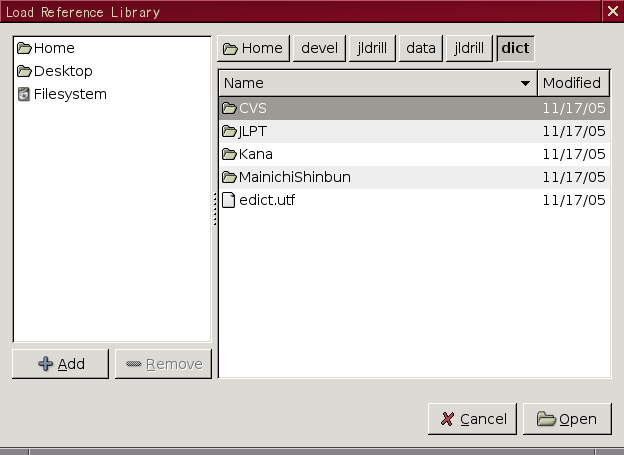 Load Reference Library
Home
Desktop
Filesystem
Add
Remove
Home devel jldrill data jldrill dict
Name Modified
CVS 11/17/05
JLPT 11/17/05
Kana 11/17/05
MainichiShinbun 11/17/05
edict.utf 11/17/05
Cancel
Open